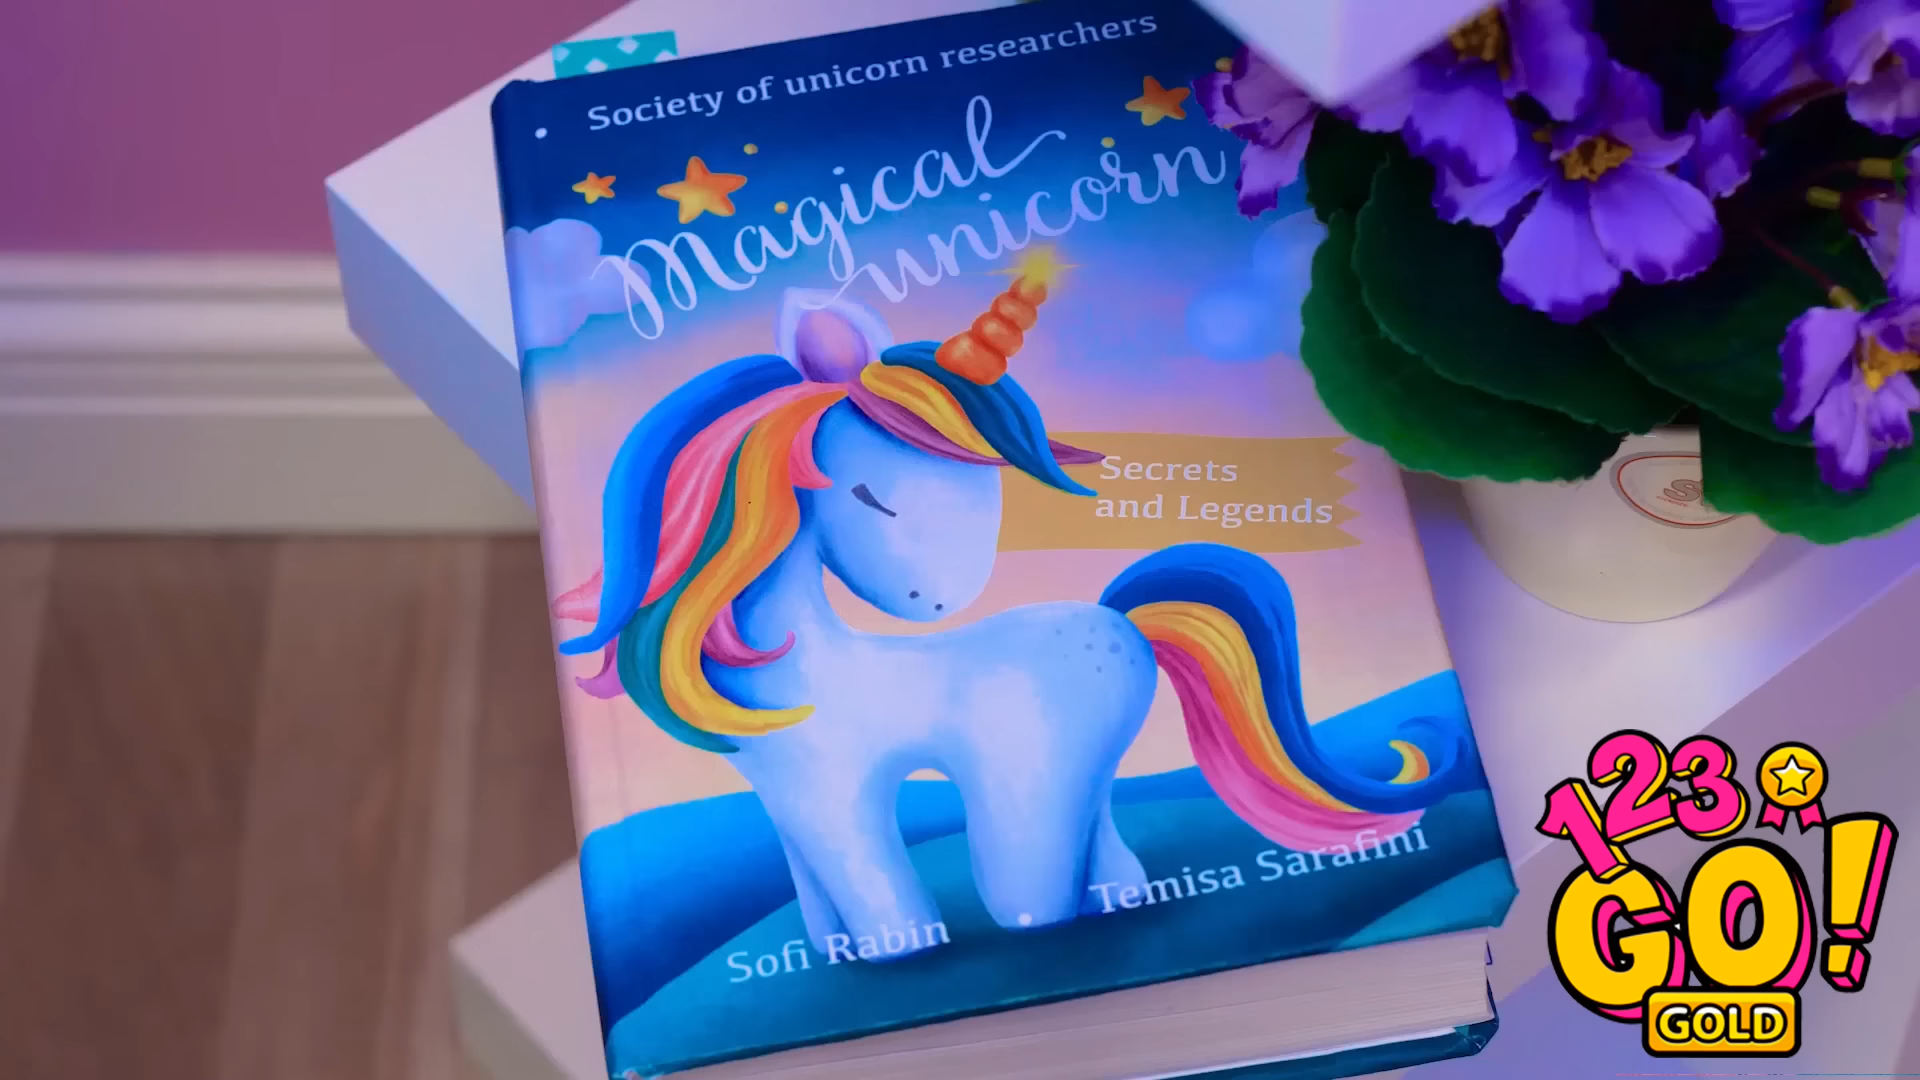 Society of unicorn researchers
Magical
unicorn
Secrets
and Legends
Sofi Rabin
Temisa Sarafini
123
GO!
GOLD